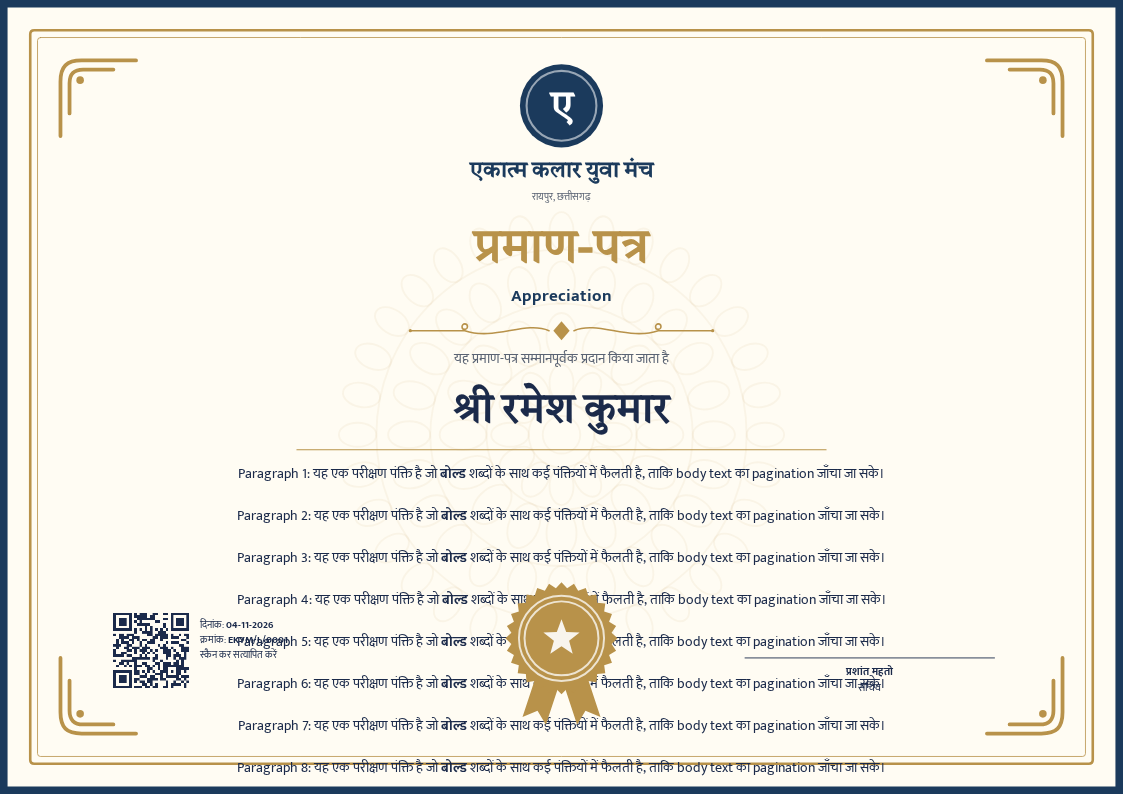 ए
एकात्म कलार युवा मंच
रायपुर, छत्तीसगढ़
प्रमाण-पत्र
Appreciation
यह प्रमाण-पत्र सम्मानपूर्वक प्रदान किया जाता है
श्री रमेश कुमार
Paragraph 1: यह एक परीक्षण पंक्ति है जो बोल्ड शब्दों के साथ कई पंक्तियों में फैलती है, ताकि body text का pagination जाँचा जा सके।
Paragraph 2: यह एक परीक्षण पंक्ति है जो बोल्ड शब्दों के साथ कई पंक्तियों में फैलती है, ताकि body text का pagination जाँचा जा सके।
Paragraph 3: यह एक परीक्षण पंक्ति है जो बोल्ड शब्दों के साथ कई पंक्तियों में फैलती है, ताकि body text का pagination जाँचा जा सके।
Paragraph 4: यह एक परीक्षण पंक्ति है जो बोल्ड शब्दों के में फैलती है, ताकि body text का pagination जाँचा जा सके।
दिनांक: 04-11-2026
क्रमांक:
स्कैन कर सत्यापित करें
Paragraph 5: यह एक परीक्षण पंक्ति है जो बोल्ड शब्दों के फैलती है, ताकि body text का pagination जाँचा जा सके।
प्रशांत महतो
सचिव
Paragraph 6: यह एक परीक्षण पंक्ति है जो बोल्ड शब्दों के में फैलती है, ताकि body text का pagination जाँचा जा सके।
Paragraph 7: यह एक परीक्षण पंक्ति है जो बोल्ड शब्दों के साथ में फैलती है, ताकि body text का pagination जाँचा जा सके।
Paragraph 8: यह एक परीक्षण पंक्ति है जो बोल्ड शब्दों के साथ कई पंक्तियों में फैलती है, ताकि body text का pagination जाँचा जा सके।